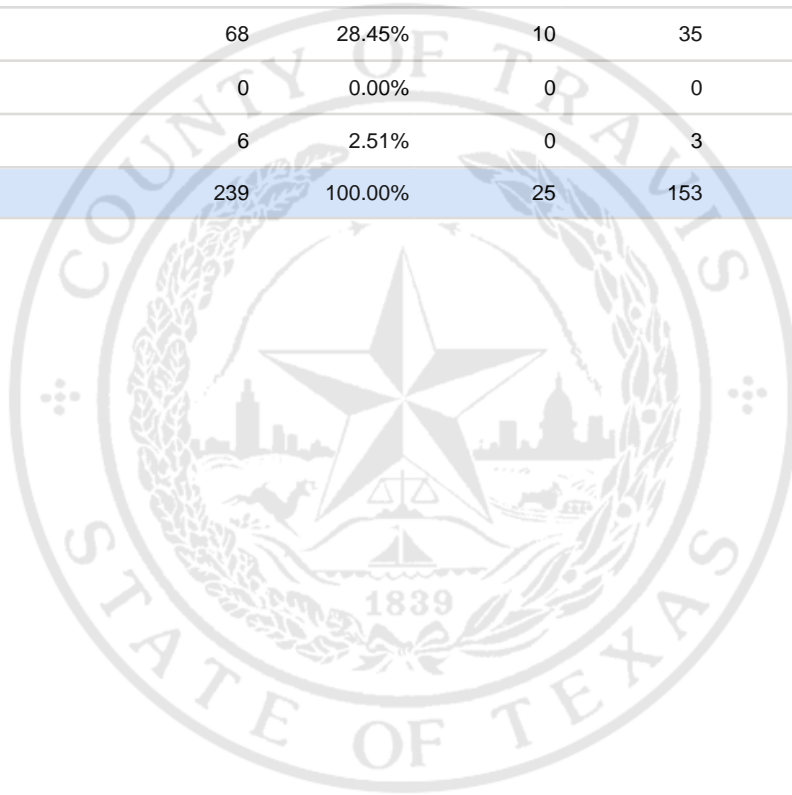 68 28.45% 10 35
0 0.00% 0 0
6 2.51% 0 3
239 100.00% 25 153
COUNTY OF TRAVIS
1839
STATE OF TEXAS